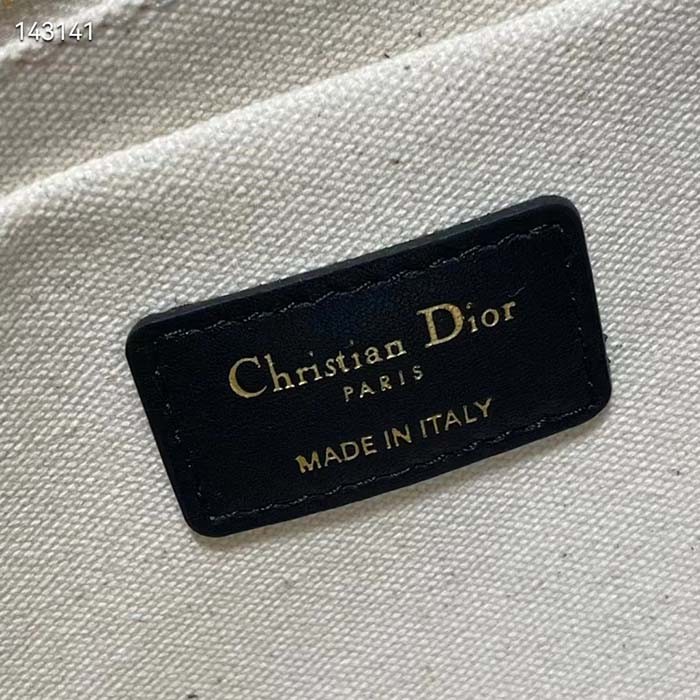 143141
Christian Dior
PARIS
MADE IN ITALY